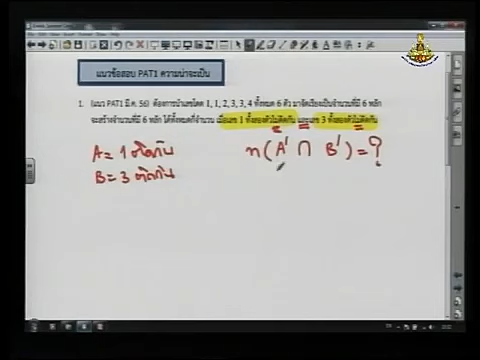 แนวข้อสอบ PAT1 ความน่าจะเป็น
1. (แนว PAT1 มี.ค. 56) ต้องการนำเลขโดด 1, 1, 2, 3, 3, 4 ทั้งหมด 6 ตัว มาจัดเรียงเป็นจำนวนที่มี 6 หลัก
จะสร้างจำนวนที่มี 6 หลัก ได้ทั้งหมดกี่จำนวน เมื่อเลข 1 ทั้งสองตัวไม่ติดกัน และเลข 3 ทั้งสองตัวไม่ติดกัน
A = 1 ติดกัน
n(A' ∩ B') = ?
B = 3 ติดกัน